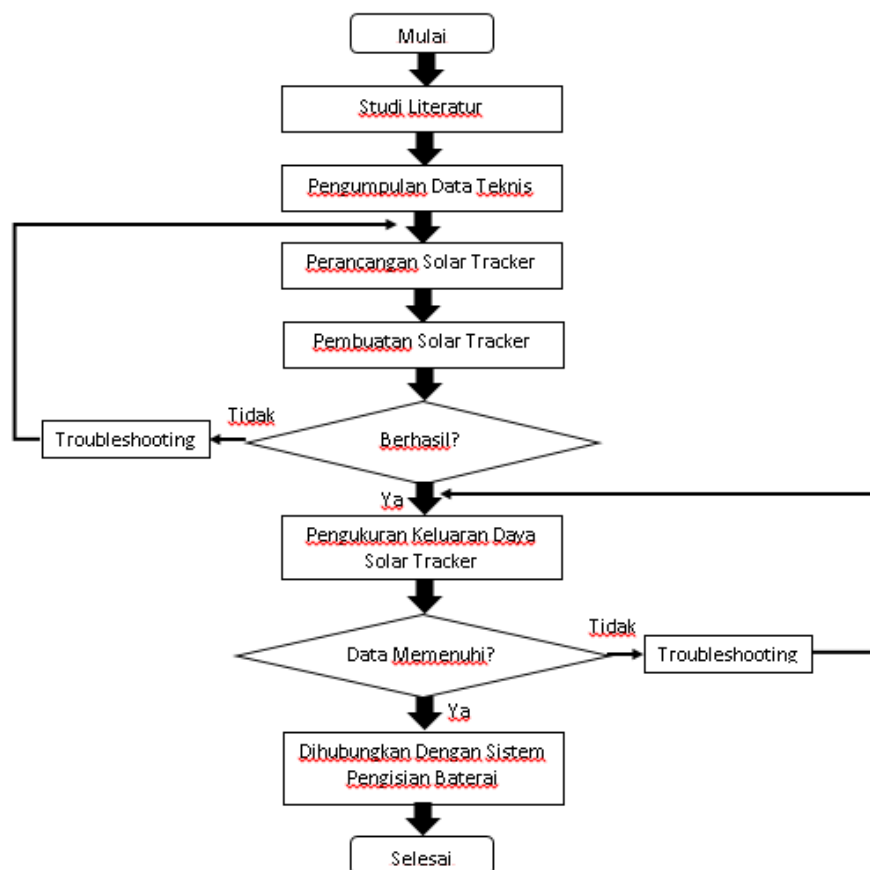 Mulai
Studi Literatur
Pengumpulan Data Teknis
Perancangan Solar Tracker
Pembuatan Solar Tracker
Tidak
Troubleshooting
Berhasil?
Ya
Pengukuran Keluaran Daya
Solar Tracker
Data Memenuhi?
Tidak
Troubleshooting
Ya
Dihubungkan Dengan Sistem
Pengisian Baterai
Selesai